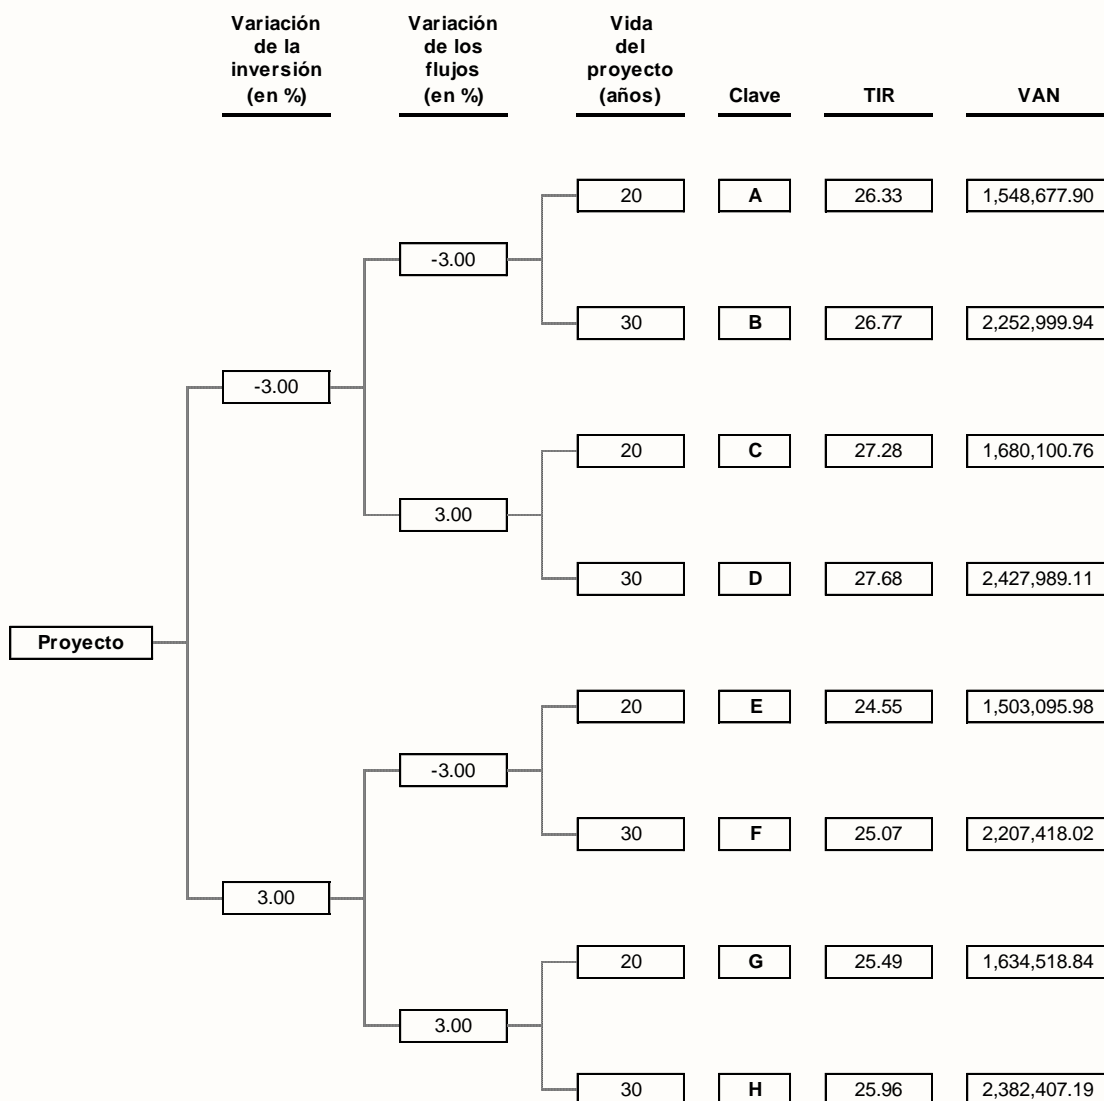 Variación de la inversión (en %)
Variación de los flujos (en %)
Vida del proyecto (años)
Clave
TIR
VAN
20 A 26.33 1,548,677.90
-3.00
30 B 26.77 2,252,999.94
-3.00
20 C 27.28 1,680,100.76
3.00
30 D 27.68 2,427,989.11
Proyecto
20 E 24.55 1,503,095.98
-3.00
30 F 25.07 2,207,418.02
3.00
20 G 25.49 1,634,518.84
3.00
30 H 25.96 2,382,407.19